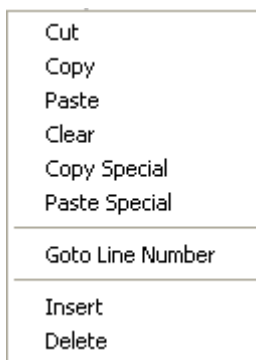 Cut
Copy
Paste
Clear
Copy Special
Paste Special
Goto Line Number
Insert
Delete